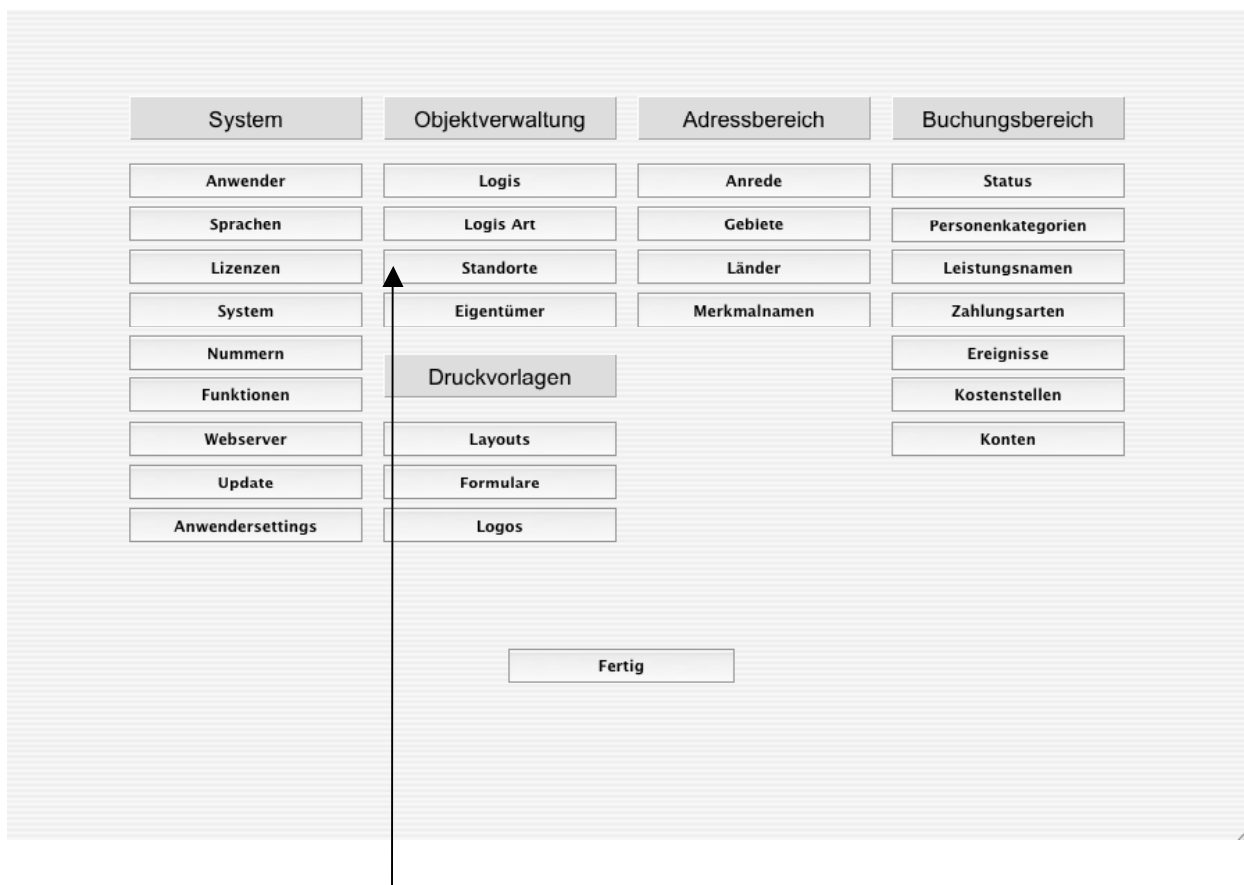 System
Objektverwaltung
Adressbereich
Buchungsbereich
Anwender
Logis
Anrede
Status
Sprachen
Logis Art
Gebiete
Personenkategorien
Lizenzen
Standorte
Länder
Leistungsnamen
System
Eigentümer
Merkmalnamen
Zahlungsarten
Nummern
Druckvorlagen
Ereignisse
Funktionen
Kostenstellen
Webserver
Layouts
Konten
Update
Formulare
Anwendersettings
Logos
Fertig